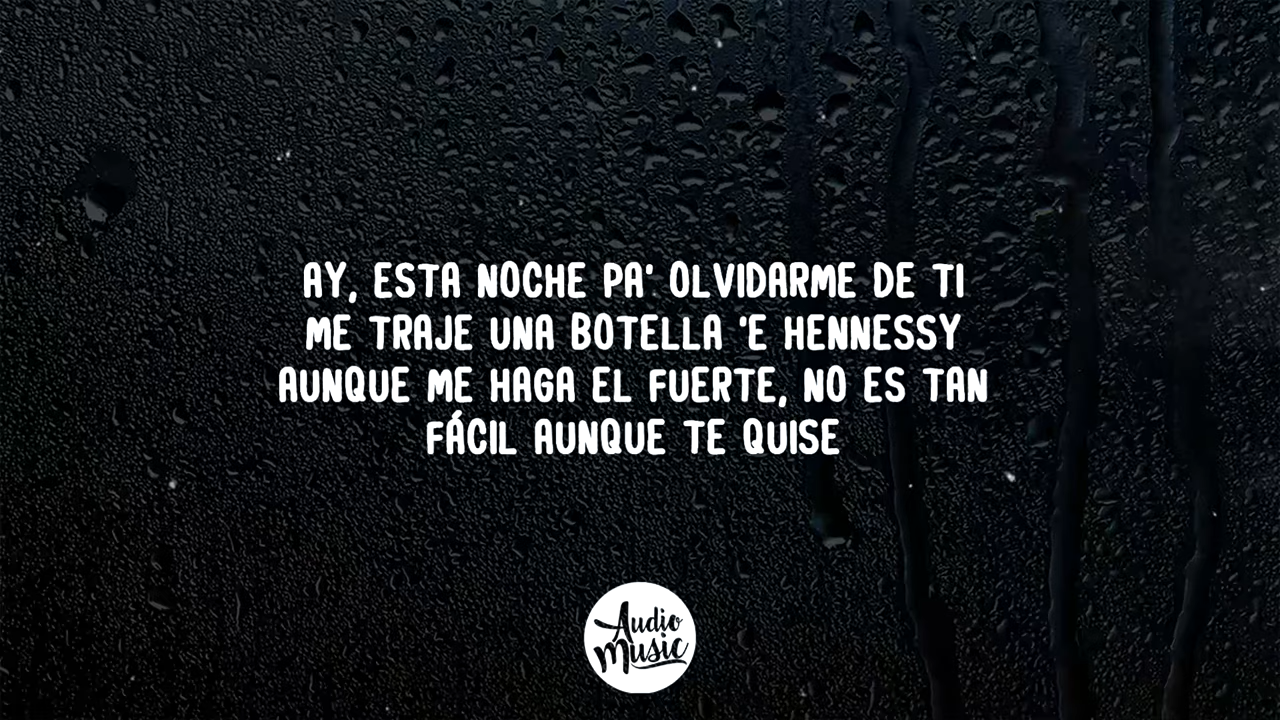 AY, ESTA NOCHE PA' OLVIDARME DE TI
ME TRAJE UNA BOTELLA 'E HENNESSY
AUNQUE ME HAGA EL FUERTE, NO ES TAN
FÁCIL AUNQUE TE QUISE
Audio
Music